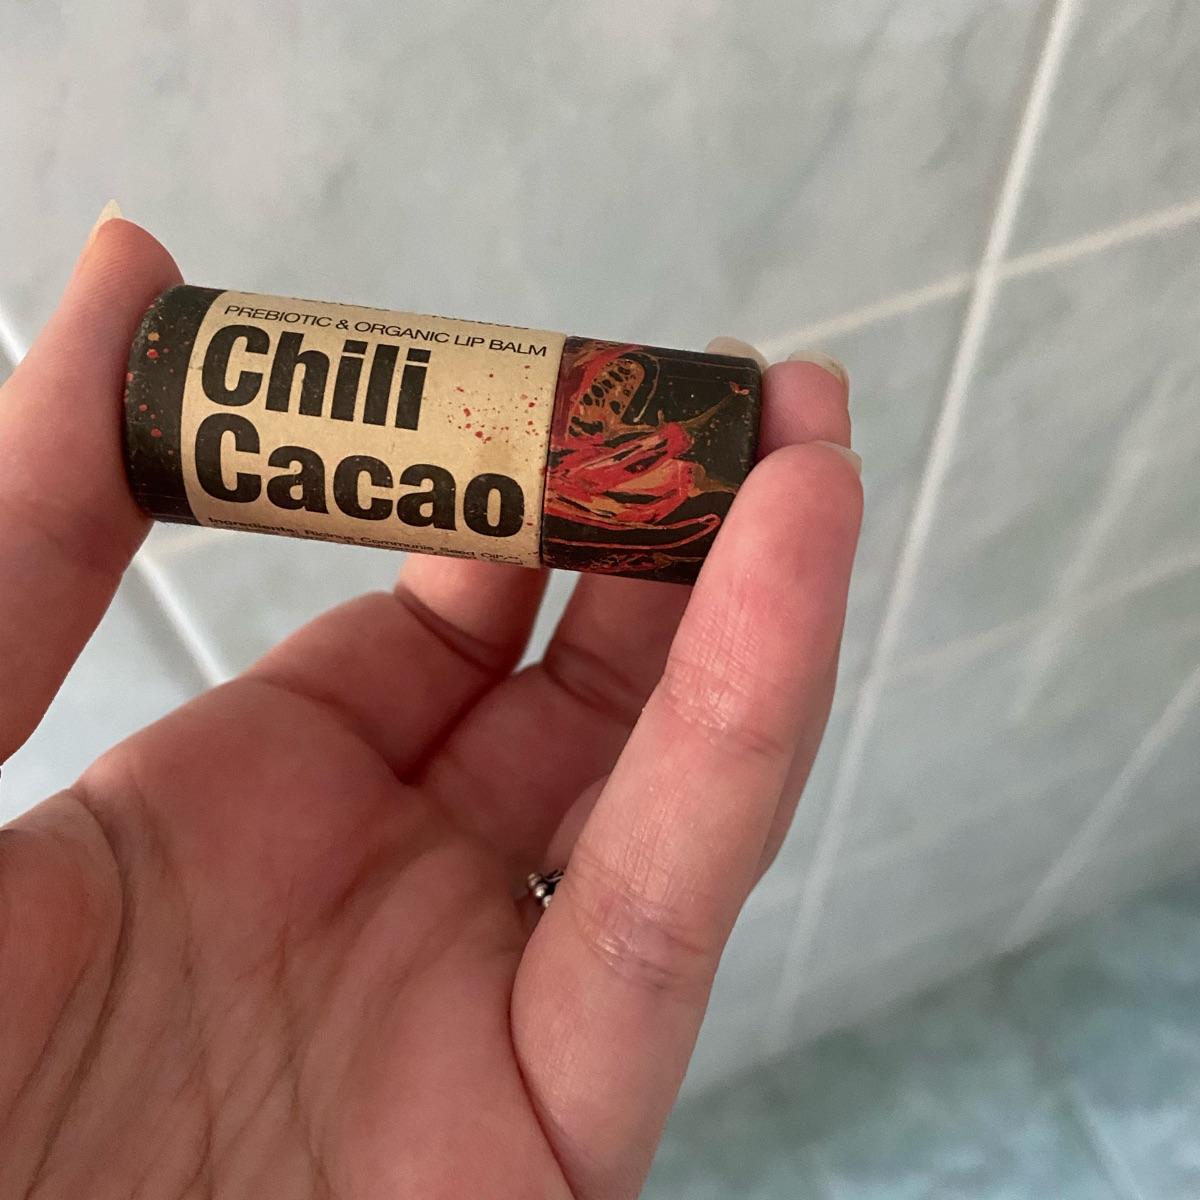 PREBIOTIC & ORGANIC LIP BALM
Chili
Cacao
Ingredients: Ricinus Communis Seed Oil*,**,